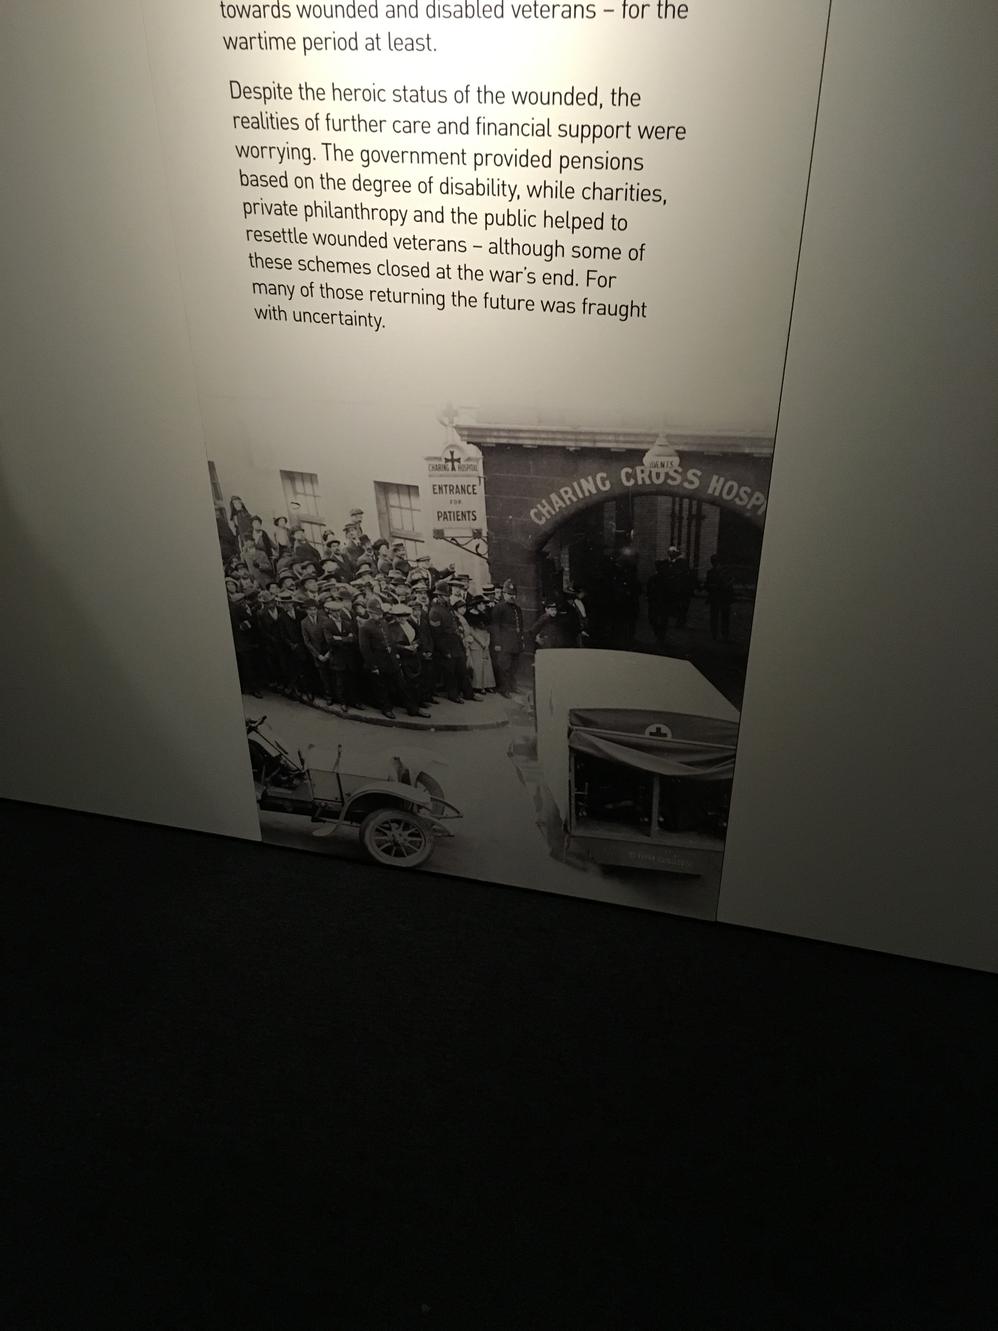 towards wounded and disabled veterans – for the
wartime period at least.
Despite the heroic status of the wounded, the
realities of further care and financial support were
worrying. The government provided pensions
based on the degree of disability, while charities,
private philanthropy and the public helped to
resettle wounded veterans – although some of
these schemes closed at the war's end. For
many of those returning the future was fraught
with uncertainty.
CHARING HOSPITAL
ENTRANCE
FOR
PATIENTS
CHARING CROSS HOSP